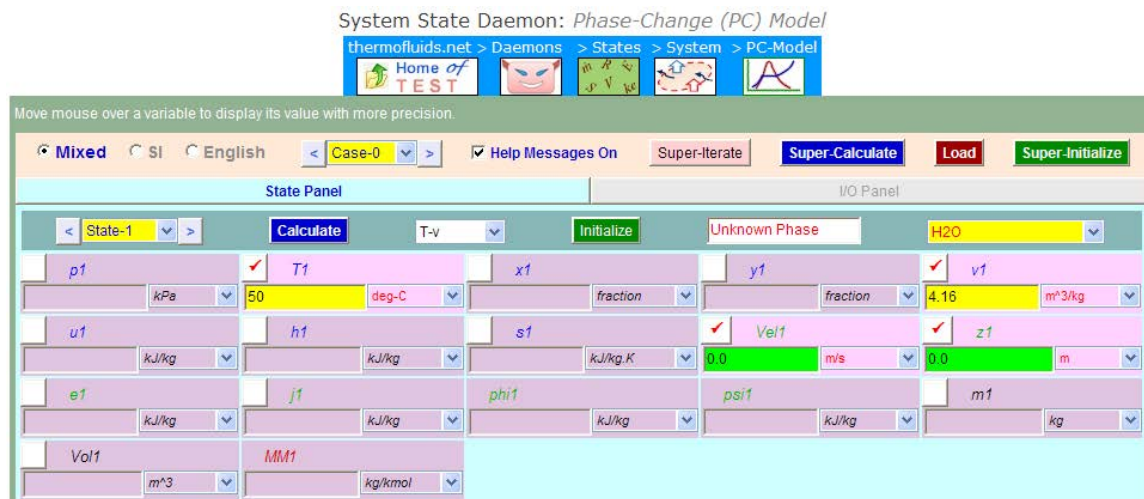 System State Daemon: Phase-Change (PC) Model
thermofluids.net > Daemons > States > System > PC-Model
Home of
TEST
Move mouse over a variable to display its value with more precision.
Mixed SI English < Case-0 > Help Messages On Super-Iterate Super-Calculate Load Super-Initialize
State Panel I/O Panel
< State-1 > Calculate T-v Initialize Unknown Phase H2O
p1 T1 x1 y1 v1
kPa 50 deg-C fraction fraction 4.16 m^3/kg
u1 h1 s1 Vel1 z1
kJ/kg kJ/kg kJ/kg.K 0.0 m/s 0.0 m
e1 j1 phi1 psi1 m1
kJ/kg kJ/kg kJ/kg kJ/kg kg
Vol1 MM1
m^3 kg/kmol